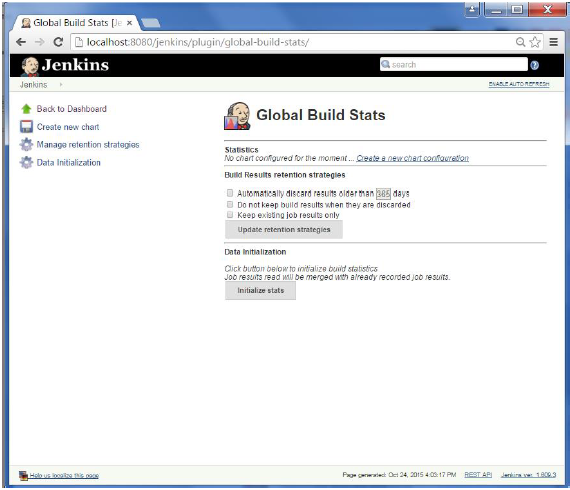 Global Build Stats [Je
localhost:8080/jenkins/plugin/global-build-stats/
Jenkins
search
Jenkins
ENABLE AUTO REFRESH
Back to Dashboard
Create new chart
Manage retention strategies
Data Initialization
Global Build Stats
Statistics
No chart configured for the moment ... Create a new chart configuration
Build Results retention strategies
Automatically discard results older than 365 days
Do not keep build results when they are discarded
Keep existing job results only
Update retention strategies
Data Initialization
Click button below to initialize build statistics
Job results read will be merged with already recorded job results.
Initialize stats
Help us localize this page
Page generated: Oct 24, 2015 4:03:17 PM REST API Jenkins ver. 1.609.3